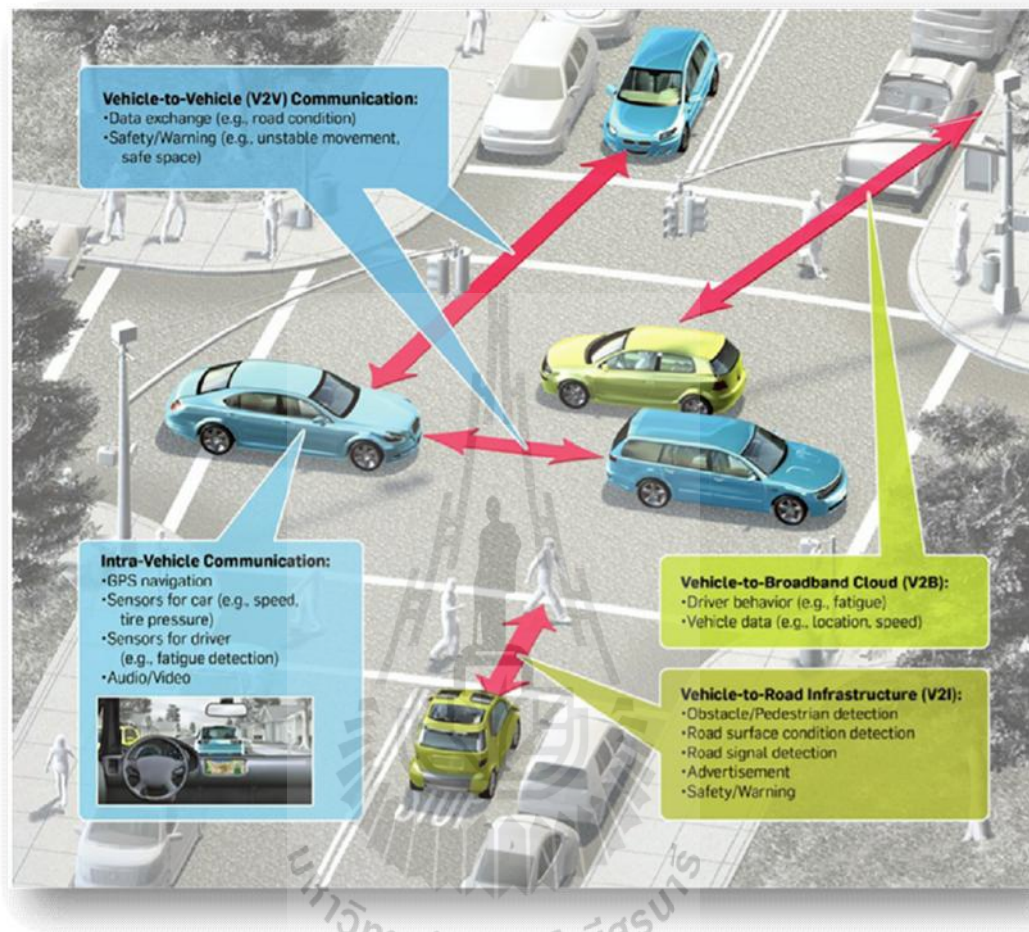 Vehicle-to-Vehicle (V2V) Communication:
•Data exchange (e.g., road condition)
•Safety/Warning (e.g., unstable movement,
safe space)
Intra-Vehicle Communication:
•GPS navigation
•Sensors for car (e.g., speed,
tire pressure)
•Sensors for driver
(e.g., fatigue detection)
•Audio/Video
Vehicle-to-Broadband Cloud (V2B):
•Driver behavior (e.g., fatigue)
•Vehicle data (e.g., location, speed)
Vehicle-to-Road Infrastructure (V2I):
•Obstacle/Pedestrian detection
•Road surface condition detection
•Road signal detection
•Advertisement
•Safety/Warning